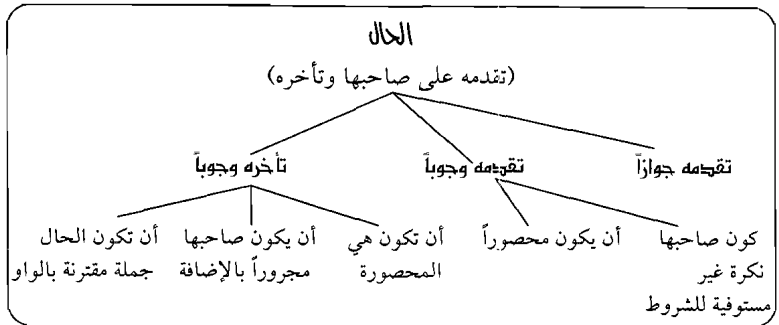 الحال
(تقدمه على صاحبها وتأخره)
تقدمه جوازاً
تقدمه وجوباً
تأخره وجوباً
كون صاحبها
نكرة غير
مستوفية للشروط
أن يكون محصوراً
أن تكون هي
المحصورة
أن يكون صاحبها
مجروراً بالإضافة
أن تكون الحال
جملة مقترنة بالواو